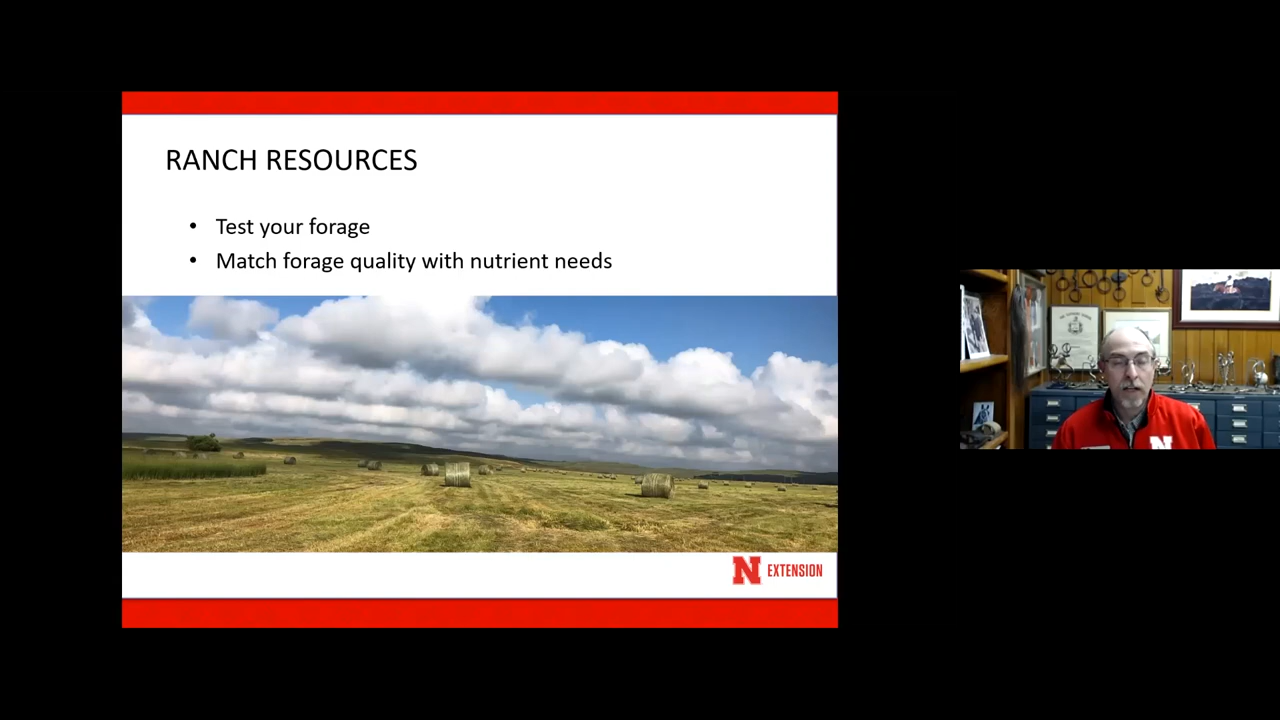 RANCH RESOURCES
• Test your forage
• Match forage quality with nutrient needs
N EXTENSION
N